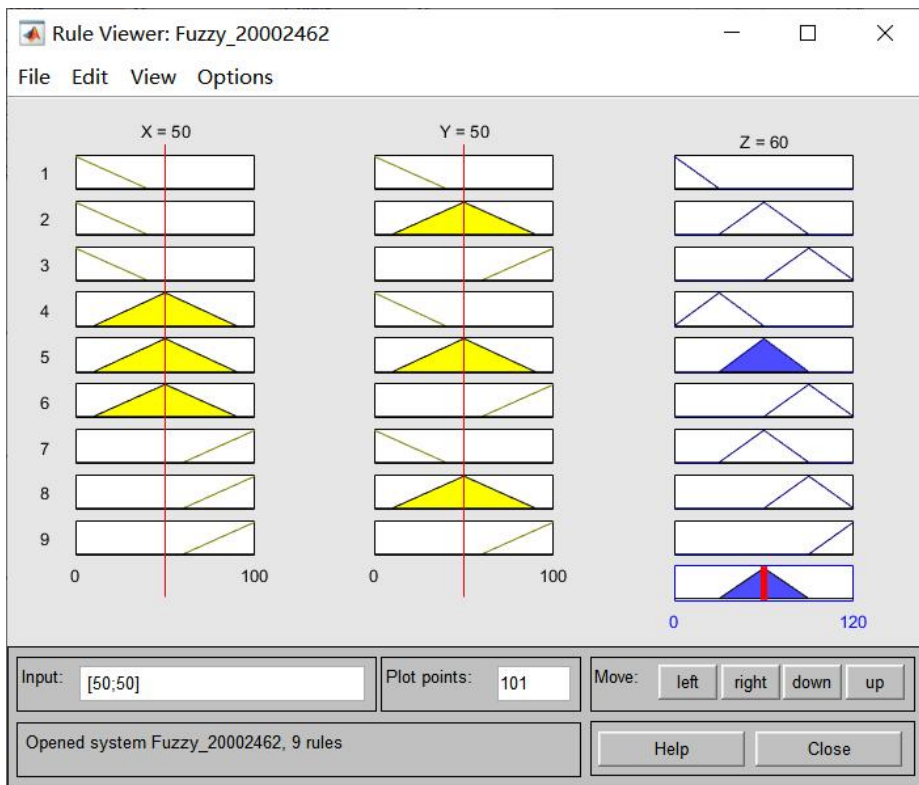 Rule Viewer: Fuzzy_20002462
File Edit View Options
X = 50 Y = 50 Z = 60
1
2
3
4
5
6
7
8
9
0 100 0 100
0 120
Input: [50;50] Plot points: 101 Move: left right down up
Opened system Fuzzy_20002462, 9 rules Help Close